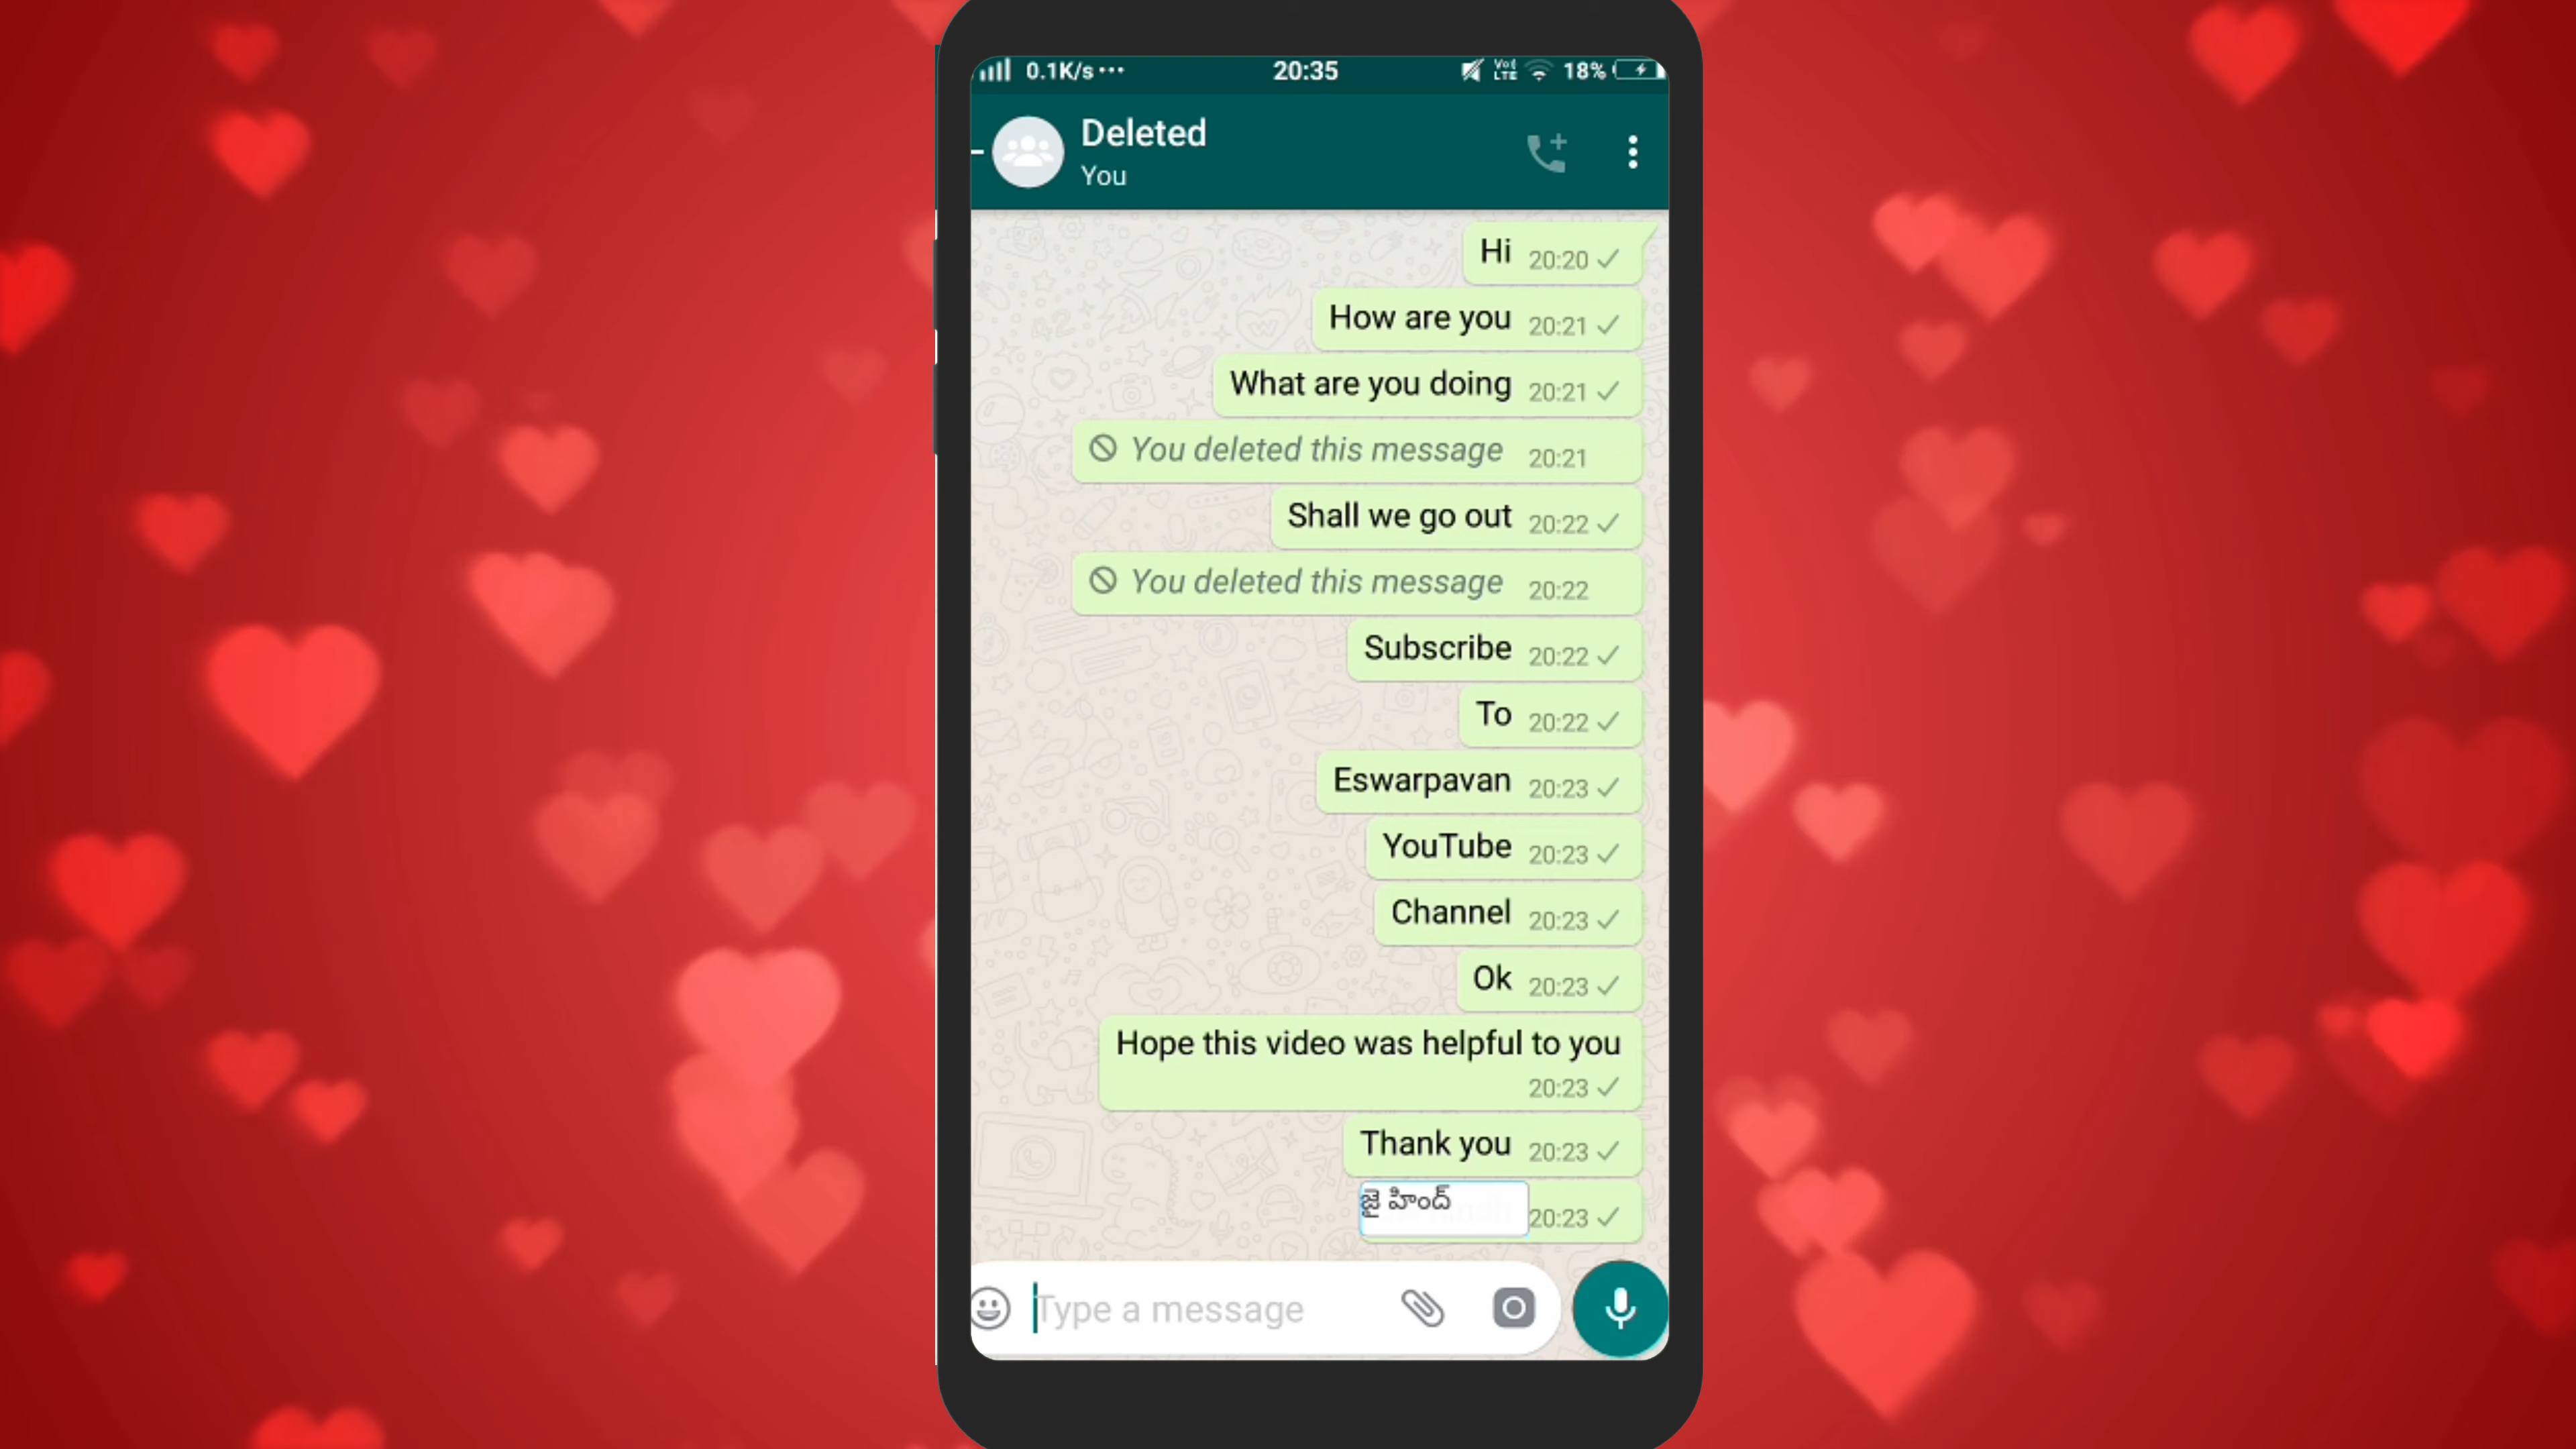 0.1K/s... 20:35 Vo) LTE 18%
Deleted
You
Hi 20:20
How are you 20:21
What are you doing 20:21
You deleted this message 20:21
Shall we go out 20:22
You deleted this message 20:22
Subscribe 20:22
To 20:22
Eswarpavan 20:23
YouTube 20:23
Channel 20:23
Ok 20:23
Hope this video was helpful to you
20:23
Thank you 20:23
జై హింద్ 20:23
Type a message